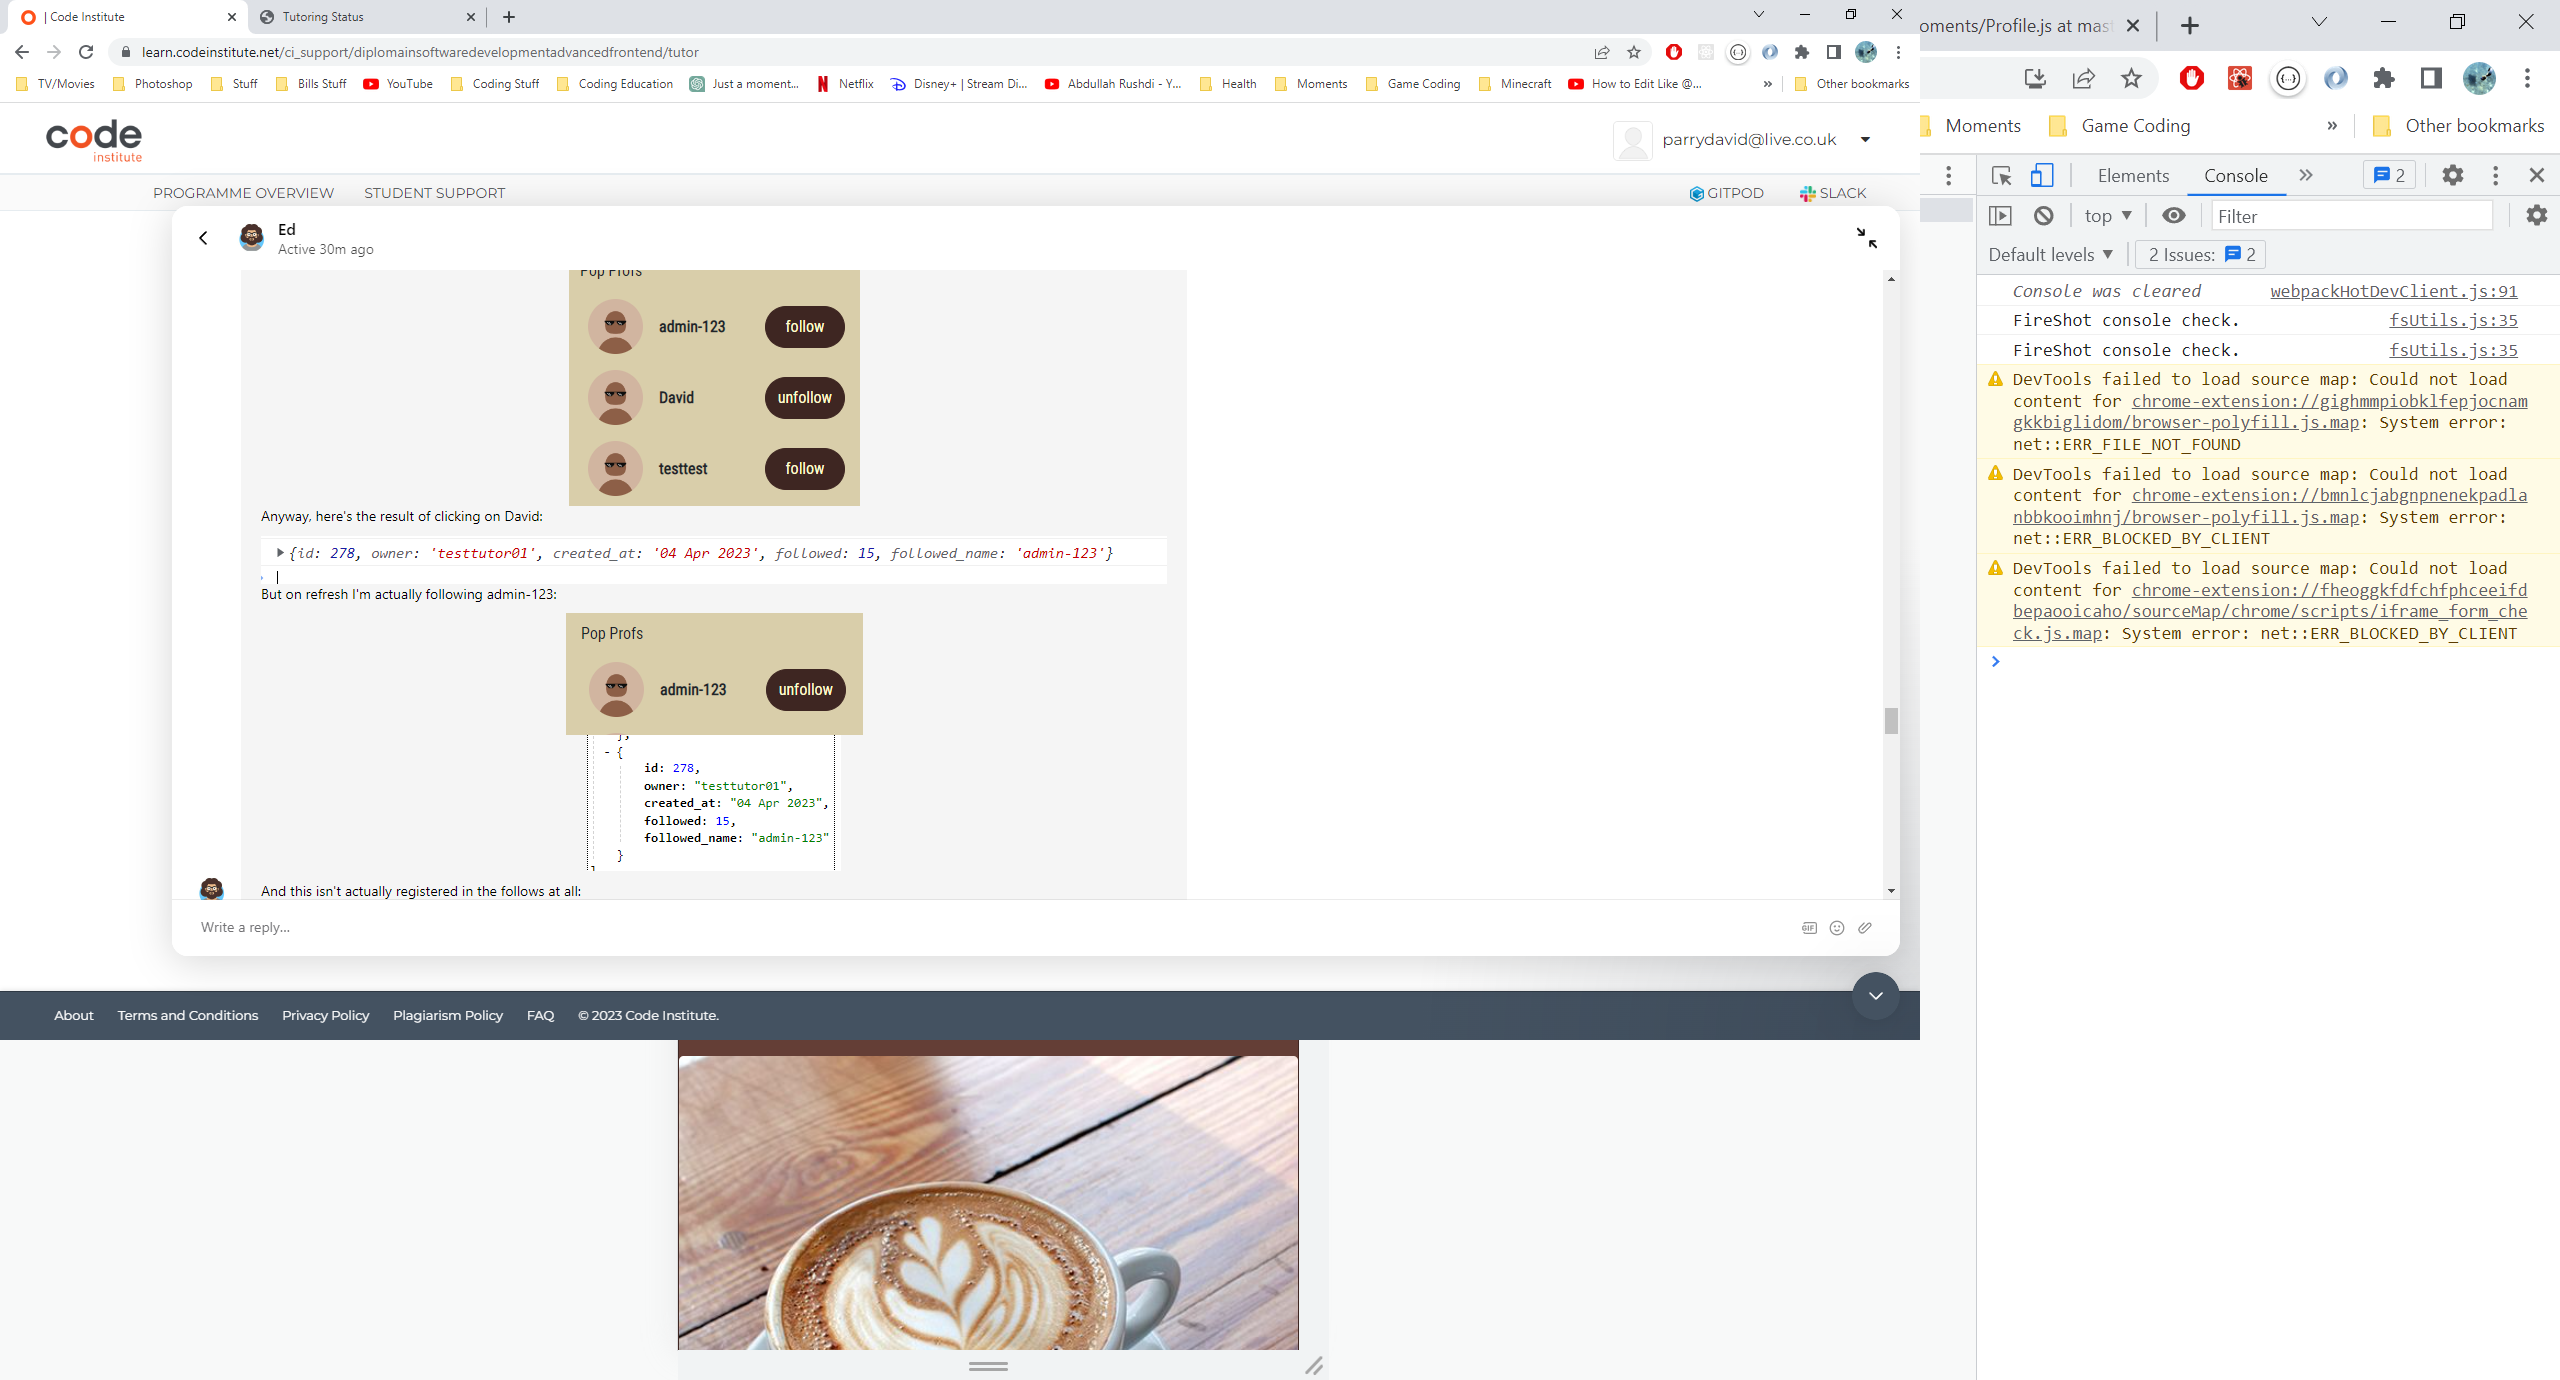 | Code Institute
Tutoring Status
learn.codeinstitute.net/ci_support/diplomainsoftwaredevelopmentadvancedfrontend/tutor
TV/Movies Photoshop Stuff Bills Stuff YouTube Coding Stuff Coding Education Just a moment... Netflix Disney+ | Stream Di... Abdullah Rushdi - Y... Health Moments Game Coding Minecraft How to Edit Like @... » Other bookmarks
code
institute
parrydavid@live.co.uk
PROGRAMME OVERVIEW STUDENT SUPPORT GITPOD SLACK
Ed
Active 30m ago
Pop Profs
admin-123 follow
David unfollow
testtest follow
Anyway, here's the result of clicking on David:
{id: 278, owner: 'testtutor01', created_at: '04 Apr 2023', followed: 15, followed_name: 'admin-123'}
But on refresh I'm actually following admin-123:
Pop Profs
admin-123 unfollow
},
- {
id: 278,
owner: "testtutor01",
created_at: "04 Apr 2023",
followed: 15,
followed_name: "admin-123"
}
]
And this isn't actually registered in the follows at all:
Write a reply...
GIF
About Terms and Conditions Privacy Policy Plagiarism Policy FAQ © 2023 Code Institute.
oments/Profile.js at mast
Moments Game Coding » Other bookmarks
Elements Console » 2
top Filter
Default levels 2 Issues: 2
Console was cleared webpackHotDevClient.js:91
FireShot console check. fsUtils.js:35
FireShot console check. fsUtils.js:35
DevTools failed to load source map: Could not load
content for chrome-extension://gighmmpiobklfepjocnam
gkkbiglidom/browser-polyfill.js.map: System error:
net::ERR_FILE_NOT_FOUND
DevTools failed to load source map: Could not load
content for chrome-extension://bmnlcjabgnpnenekpadla
nbbkooimhnj/browser-polyfill.js.map: System error:
net::ERR_BLOCKED_BY_CLIENT
DevTools failed to load source map: Could not load
content for chrome-extension://fheoggkfdfchfphceeifd
bepaooicaho/sourceMap/chrome/scripts/iframe_form_che
ck.js.map: System error: net::ERR_BLOCKED_BY_CLIENT